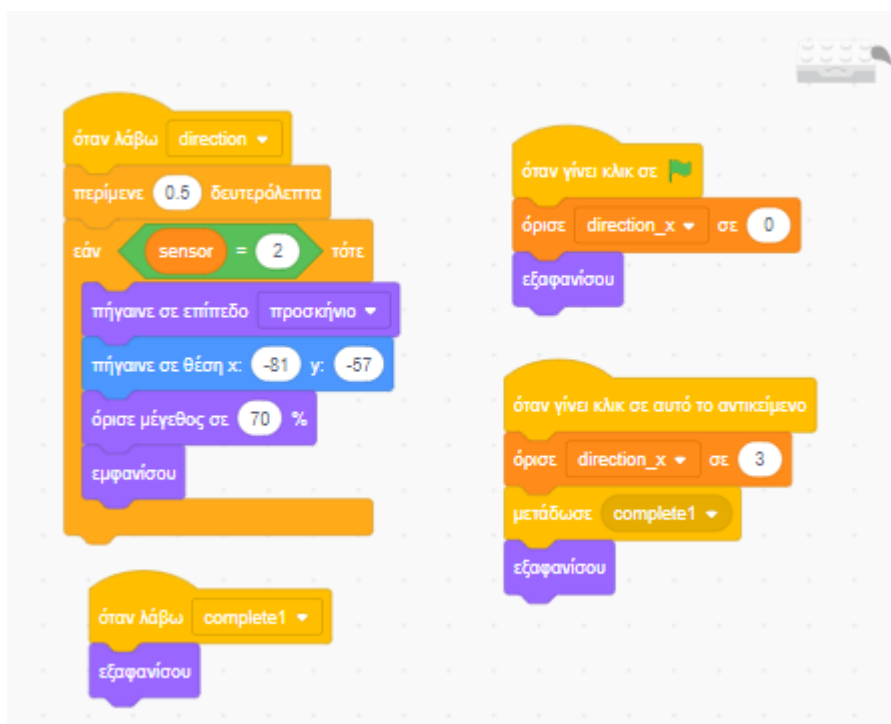 όταν λάβω direction
περίμενε 0.5 δευτερόλεπτα
εάν sensor = 2 τότε
πήγαινε σε επίπεδο προσκήνιο
πήγαινε σε θέση x: -81 y: -57
όρισε μέγεθος σε 70 %
εμφανίσου
όταν λάβω complete1
εξαφανίσου
όταν γίνει κλικ σε
όρισε direction_x σε 0
εξαφανίσου
όταν γίνει κλικ σε αυτό το αντικείμενο
όρισε direction_x σε 3
μετάδωσε complete1
εξαφανίσου